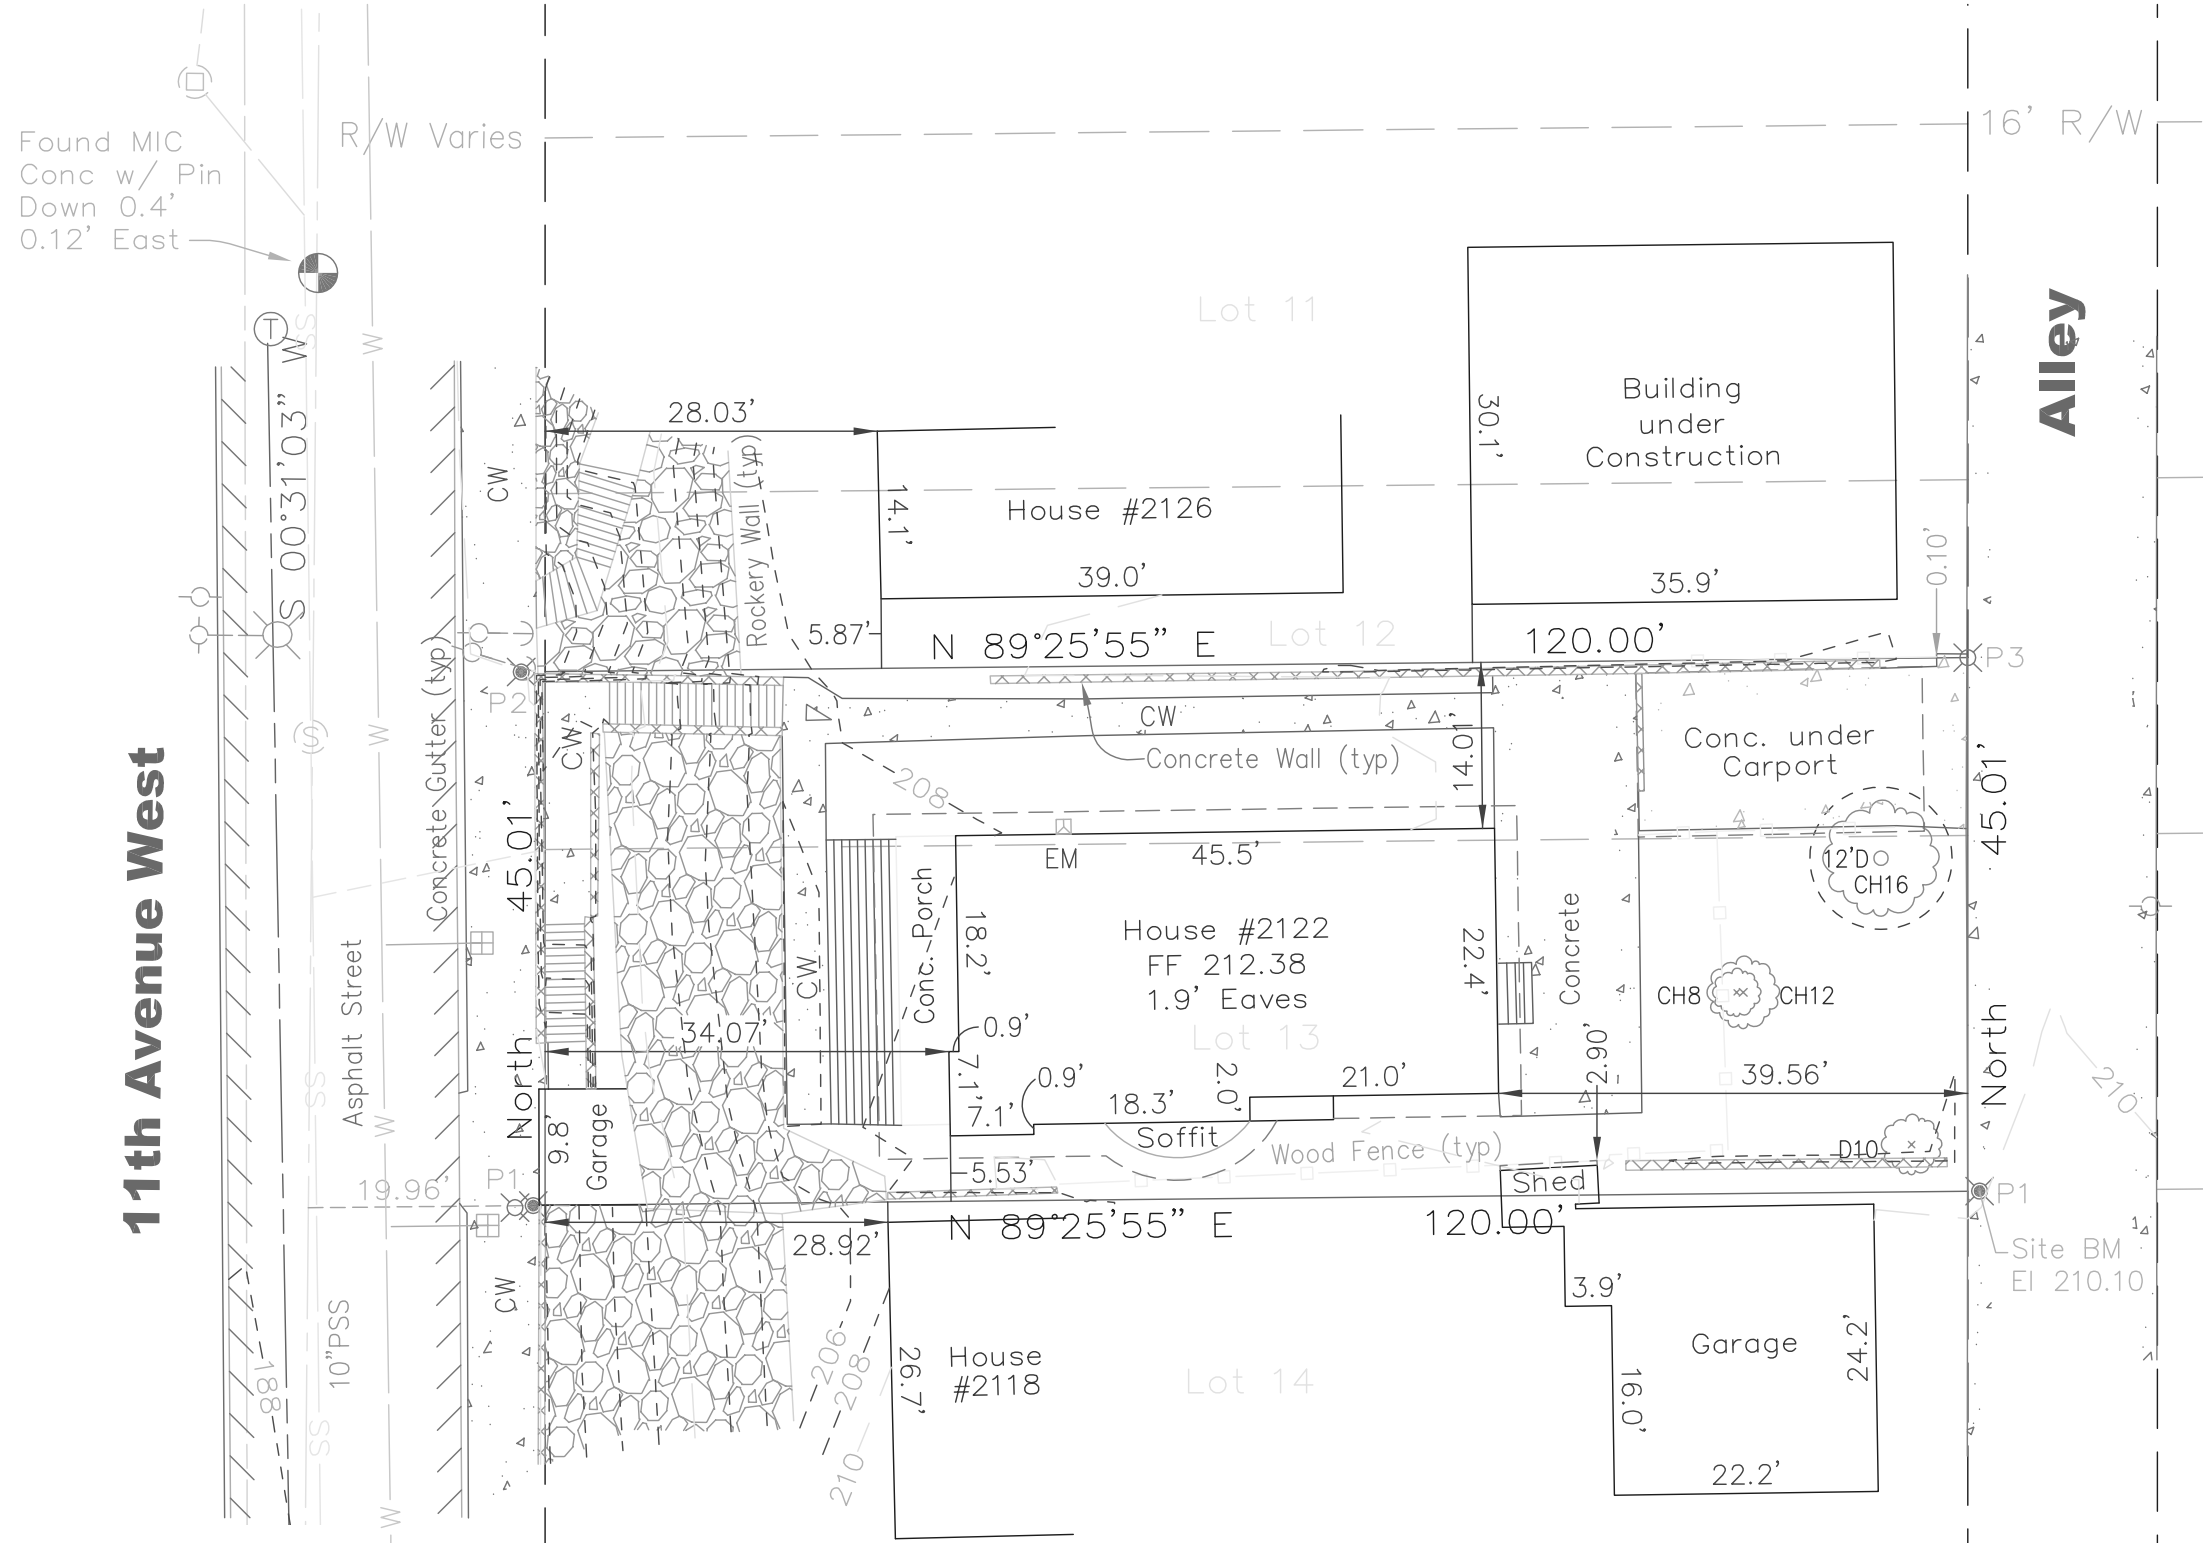 R/W Varies
16' R/W
Found MIC
Conc w/ Pin
Down 0.4'
0.12' East
T
SS
W
S 00°31'03" W
Lot 11
Alley
28.03'
Building
under
Construction
30.1'
CW
Rockery Wall (typ)
14.1'
House #2126
39.0'
35.9'
0.10'
5.87'
N 89°25'55" E
Lot 12
120.00'
P3
P2
Concrete Gutter (typ)
S
W
CW
CW
Concrete Wall (typ)
14.01'
Conc. under
Carport
208
45.01'
45.01'
11th Avenue West
EM
45.5'
12'D
CH16
Conc. Porch
18.2'
House #2122
FF 212.38
1.9' Eaves
22.4'
Concrete
CW
CH8
CH12
Asphalt Street
34.07'
0.9'
Lot 13
2.90'
North
North
7.1'
0.9'
2.0'
21.0'
39.56'
210
SS
W
7.1'
18.3'
Soffit
Wood Fence (typ)
D10
9.8'
Garage
5.53'
Shed
P1
19.96'
P1
28.92'
N 89°25'55" E
120.00'
Site BM
El 210.10
CW
3.9'
10"PSS
188
206
208
210
House
#2118
26.7'
Lot 14
Garage
24.2'
16.0'
22.2'
SS
W